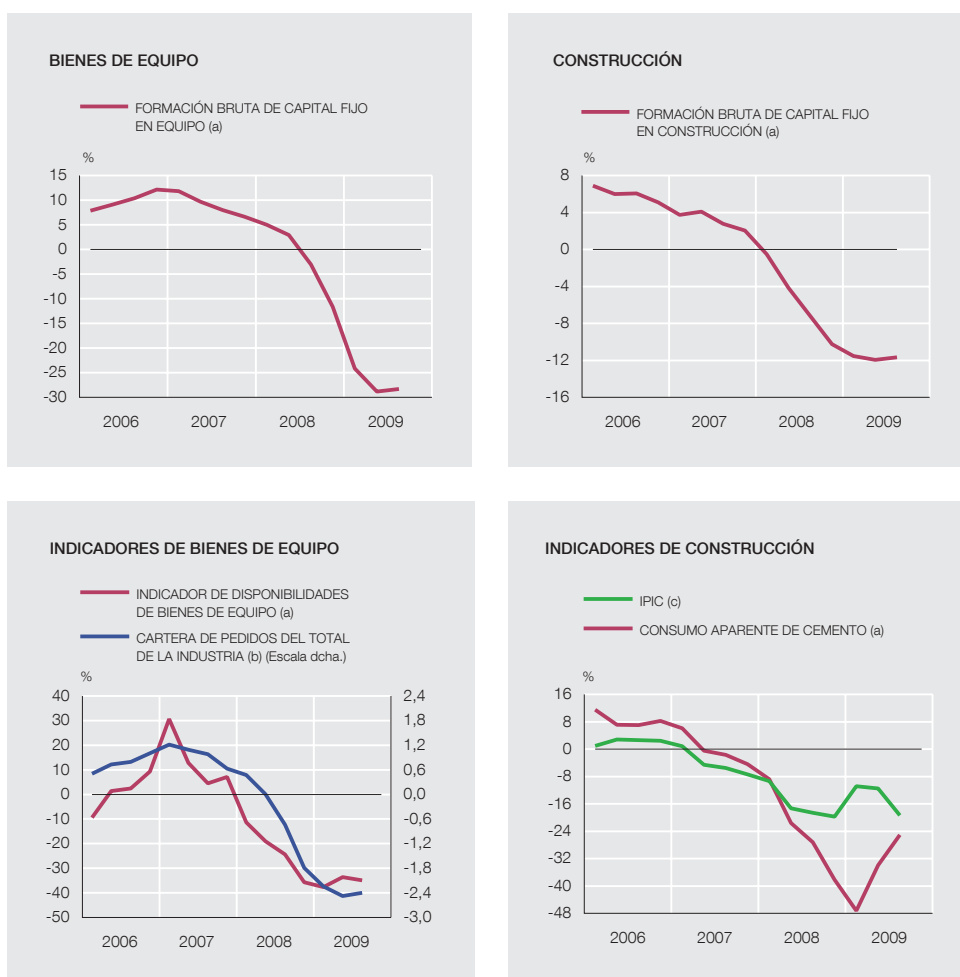 BIENES DE EQUIPO
FORMACIÓN BRUTA DE CAPITAL FIJO
EN EQUIPO (a)
%
15
10
5
0
-5
-10
-15
-20
-25
-30
2006 2007 2008 2009
CONSTRUCCIÓN
FORMACIÓN BRUTA DE CAPITAL FIJO
EN CONSTRUCCIÓN (a)
%
8
4
0
-4
-8
-12
-16
2006 2007 2008 2009
INDICADORES DE BIENES DE EQUIPO
INDICADOR DE DISPONIBILIDADES
DE BIENES DE EQUIPO (a)
CARTERA DE PEDIDOS DEL TOTAL
DE LA INDUSTRIA (b) (Escala dcha.)
%
40 2,4
30 1,8
20 1,2
10 0,6
0 0,0
-10 -0,6
-20 -1,2
-30 -1,8
-40 -2,4
-50 -3,0
2006 2007 2008 2009
INDICADORES DE CONSTRUCCIÓN
IPIC (c)
CONSUMO APARENTE DE CEMENTO (a)
%
16
8
0
-8
-16
-24
-32
-40
-48
2006 2007 2008 2009